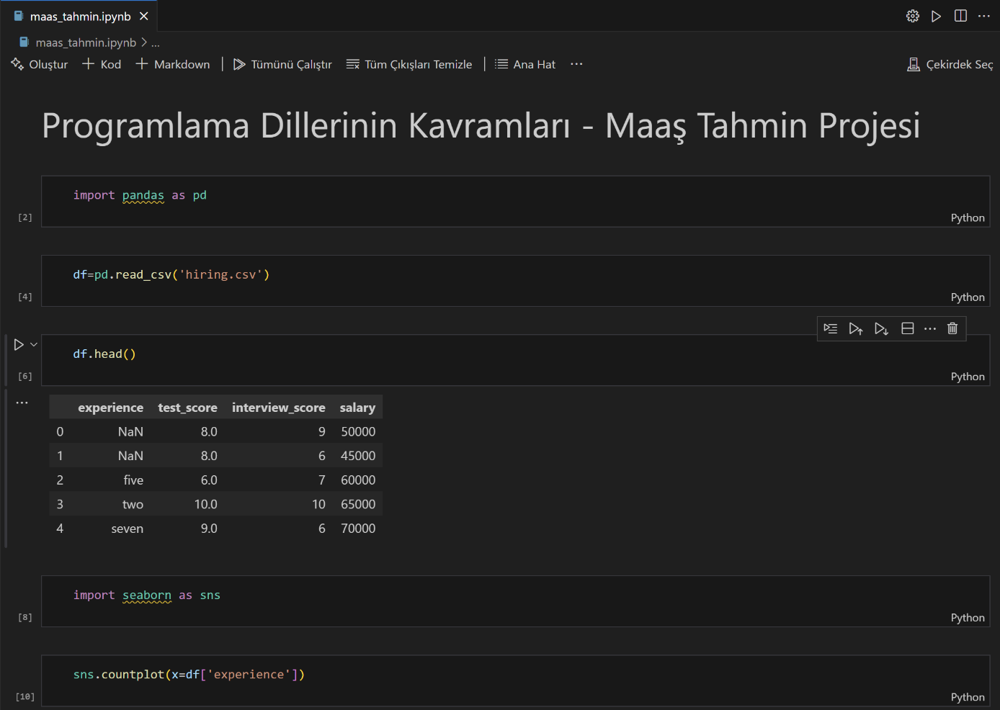 maas_tahmin.ipynb
maas_tahmin.ipynb > ...
Oluştur + Kod + Markdown | Tümünü Çalıştır Tüm Çıkışları Temizle | Ana Hat ... Çekirdek Seç
Programlama Dillerinin Kavramları - Maaş Tahmin Projesi
import pandas as pd
[2] Python
df=pd.read_csv('hiring.csv')
[4] Python
df.head()
[6] Python
experience test_score interview_score salary
0 NaN 8.0 9 50000
1 NaN 8.0 6 45000
2 five 6.0 7 60000
3 two 10.0 10 65000
4 seven 9.0 6 70000
import seaborn as sns
[8] Python
sns.countplot(x=df['experience'])
[10] Python